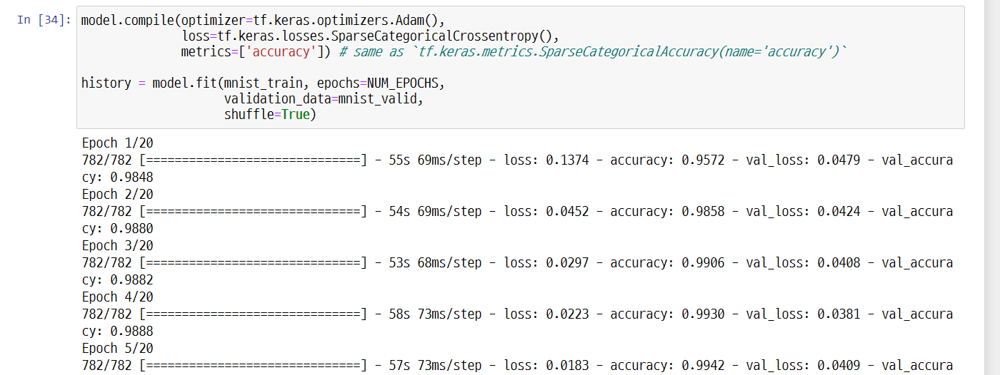 In [34]: model.compile(optimizer=tf.keras.optimizers.Adam(),
loss=tf.keras.losses.SparseCategoricalCrossentropy(),
metrics=['accuracy']) # same as `tf.keras.metrics.SparseCategoricalAccuracy(name='accuracy')`
history = model.fit(mnist_train, epochs=NUM_EPOCHS,
validation_data=mnist_valid,
shuffle=True)
Epoch 1/20
782/782 [==============================] - 55s 69ms/step - loss: 0.1374 - accuracy: 0.9572 - val_loss: 0.0479 - val_accura
cy: 0.9848
Epoch 2/20
782/782 [==============================] - 54s 69ms/step - loss: 0.0452 - accuracy: 0.9858 - val_loss: 0.0424 - val_accura
cy: 0.9880
Epoch 3/20
782/782 [==============================] - 53s 68ms/step - loss: 0.0297 - accuracy: 0.9906 - val_loss: 0.0408 - val_accura
cy: 0.9882
Epoch 4/20
782/782 [==============================] - 58s 73ms/step - loss: 0.0223 - accuracy: 0.9930 - val_loss: 0.0381 - val_accura
cy: 0.9888
Epoch 5/20
782/782 [==============================] - 57s 73ms/step - loss: 0.0183 - accuracy: 0.9942 - val_loss: 0.0409 - val_accura